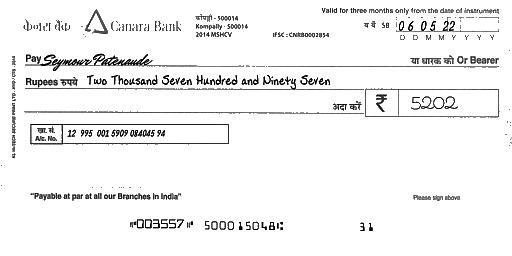 Valid for three months only from the date of instrument
केनरा बैंक Canara Bank
कोमपल्ली - 500014
Kompally - 500014
2014 MSHCV
IFSC : CNRB0002854
SB 06 05 22
D D M M Y Y Y Y
Pay Seymour Patenaude या धारक को Or Bearer
Rupees रुपये Two Thousand Seven Hundred and Ninety Seven
अदा करें ₹ 5202
खा. सं.
A/c. No. 12 995 001 5909 084045 94
"Payable at par at all our Branches in India"
Please sign above
⑈003557⑈ 500015048⑆ 31